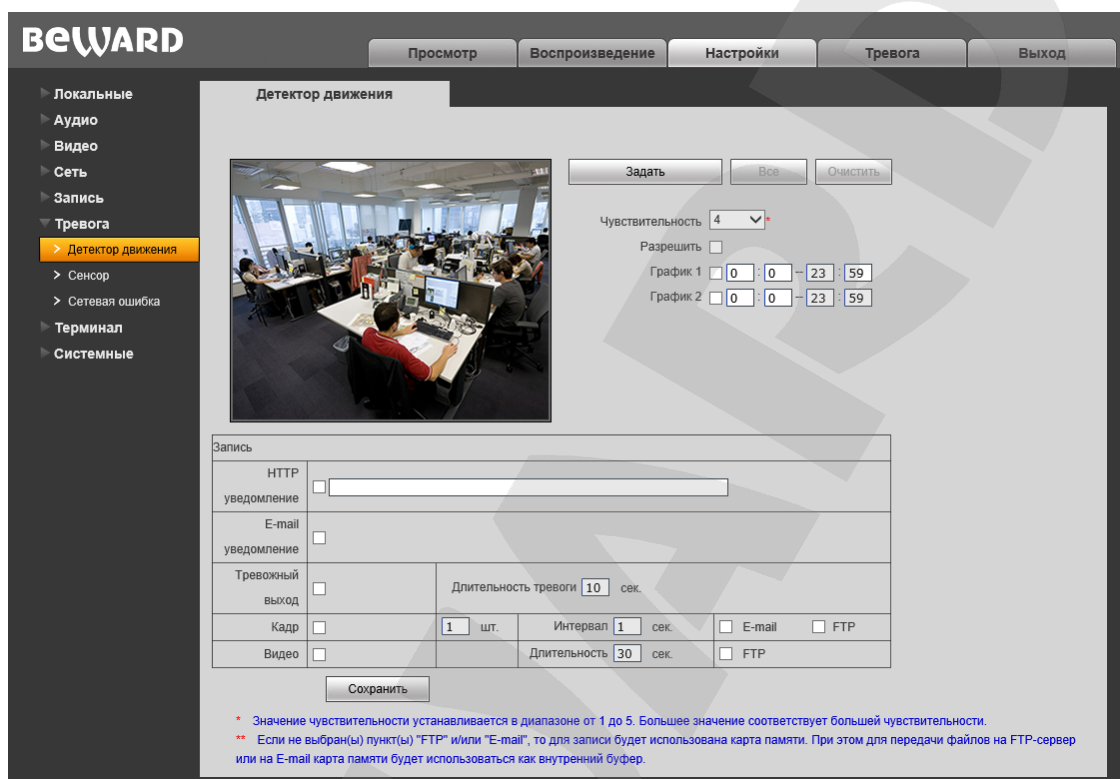 BEWARD
Просмотр Воспроизведение Настройки Тревога Выход
Локальные
Аудио
Видео
Сеть
Запись
Тревога
> Детектор движения
> Сенсор
> Сетевая ошибка
Терминал
Системные
Детектор движения
Задать Все Очистить
Чувствительность 4 *
Разрешить
График 1 0 : 0 – 23 : 59
График 2 0 : 0 – 23 : 59
Запись
HTTP
уведомление
E-mail
уведомление
Тревожный
выход
Длительность тревоги 10 сек.
Кадр 1 шт. Интервал 1 сек. E-mail FTP
Видео Длительность 30 сек. FTP
Сохранить
* Значение чувствительности устанавливается в диапазоне от 1 до 5. Большее значение соответствует большей чувствительности.
** Если не выбран(ы) пункт(ы) "FTP" и/или "E-mail", то для записи будет использована карта памяти. При этом для передачи файлов на FTP-сервер
или на E-mail карта памяти будет использоваться как внутренний буфер.